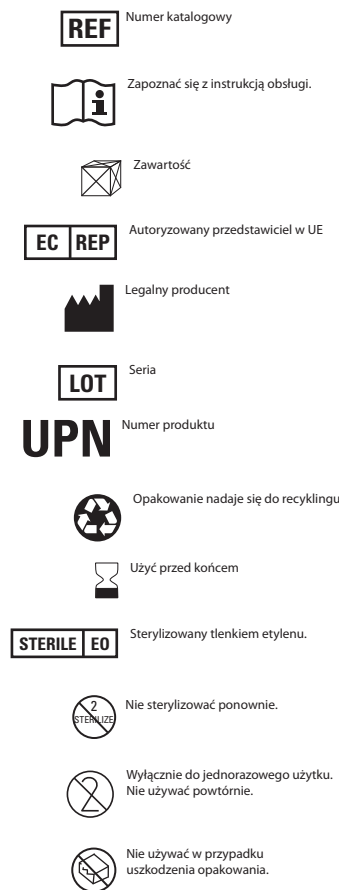 REF Numer katalogowy
i Zapoznać się z instrukcją obsługi.
Zawartość
EC REP Autoryzowany przedstawiciel w UE
Legalny producent
LOT Seria
UPN Numer produktu
Opakowanie nadaje się do recyklingu
Użyć przed końcem
STERILE EO Sterylizowany tlenkiem etylenu.
2 STERILIZE Nie sterylizować ponownie.
2 Wyłącznie do jednorazowego użytku.
Nie używać powtórnie.
Nie używać w przypadku
uszkodzenia opakowania.